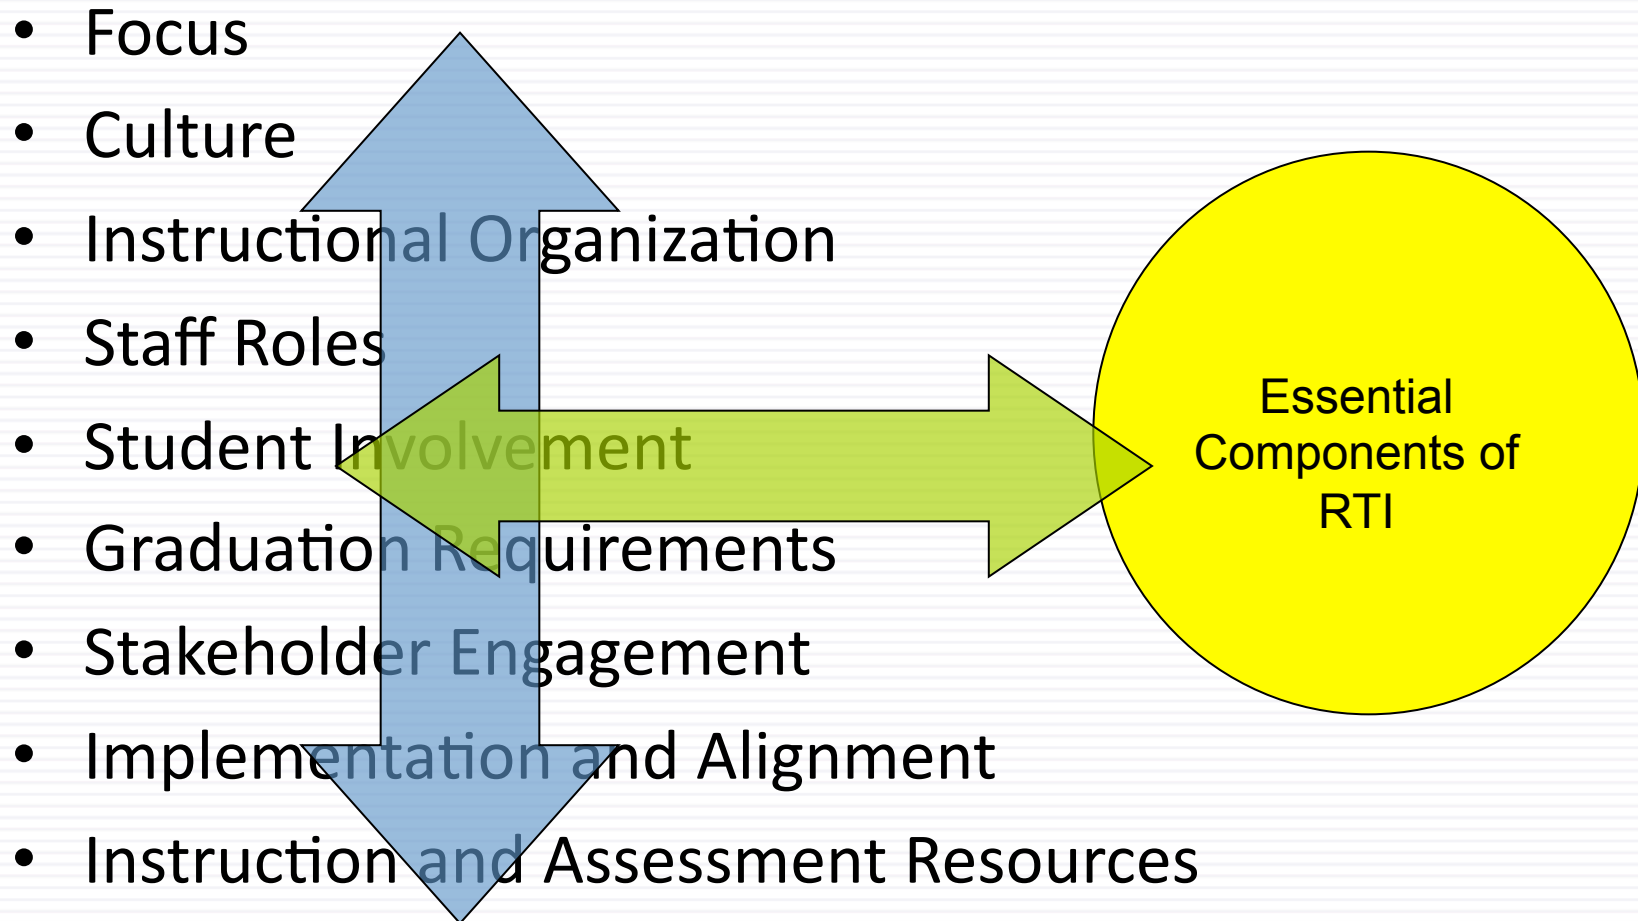 • Focus
• Culture
• Instructional Organization
• Staff Roles
• Student Involvement
• Graduation Requirements
• Stakeholder Engagement
• Implementation and Alignment
• Instruction and Assessment Resources
Essential
Components of
RTI